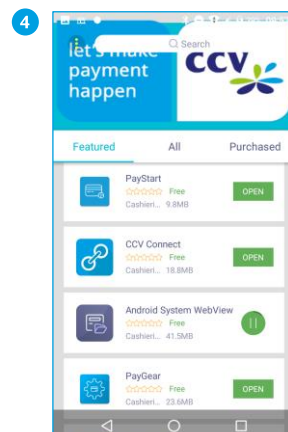 4
Search
let's make
payment
happen
CCV
Featured All Purchased
PayStart
Free
Cashieri... 9.8MB
OPEN
CCV Connect
Free
Cashieri... 18.8MB
OPEN
Android System WebView
Free
Cashieri... 41.5MB
PayGear
Free
Cashieri... 23.6MB
OPEN